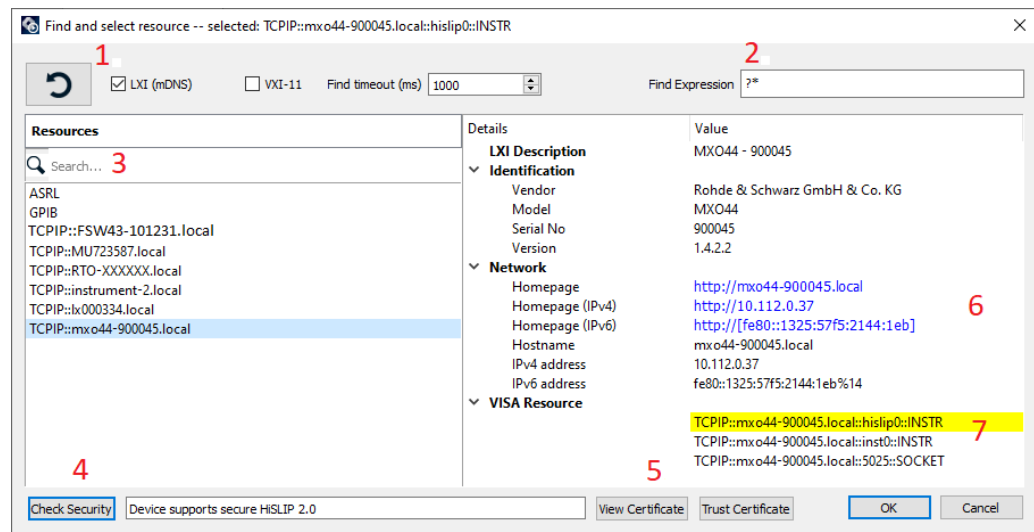 Find and select resource -- selected: TCPIP::mxo44-900045.local::hislip0::INSTR
1
2
LXI (mDNS) VXI-11 Find timeout (ms) 1000 Find Expression ?*
Resources
Search... 3
ASRL
GPIB
TCPIP::FSW43-101231.local
TCPIP::MU723587.local
TCPIP::RTO-XXXXXX.local
TCPIP::instrument-2.local
TCPIP::lx000334.local
TCPIP::mxo44-900045.local
Details Value
LXI Description MXO44 - 900045
Identification
Vendor Rohde & Schwarz GmbH & Co. KG
Model MXO44
Serial No 900045
Version 1.4.2.2
Network
Homepage http://mxo44-900045.local
Homepage (IPv4) http://10.112.0.37
6
Homepage (IPv6) http://[fe80::1325:57f5:2144:1eb]
Hostname mxo44-900045.local
IPv4 address 10.112.0.37
IPv6 address fe80::1325:57f5:2144:1eb%14
VISA Resource
TCPIP::mxo44-900045.local::hislip0::INSTR
7
TCPIP::mxo44-900045.local::inst0::INSTR
TCPIP::mxo44-900045.local::5025::SOCKET
4
5
Check Security Device supports secure HiSLIP 2.0 View Certificate Trust Certificate OK Cancel